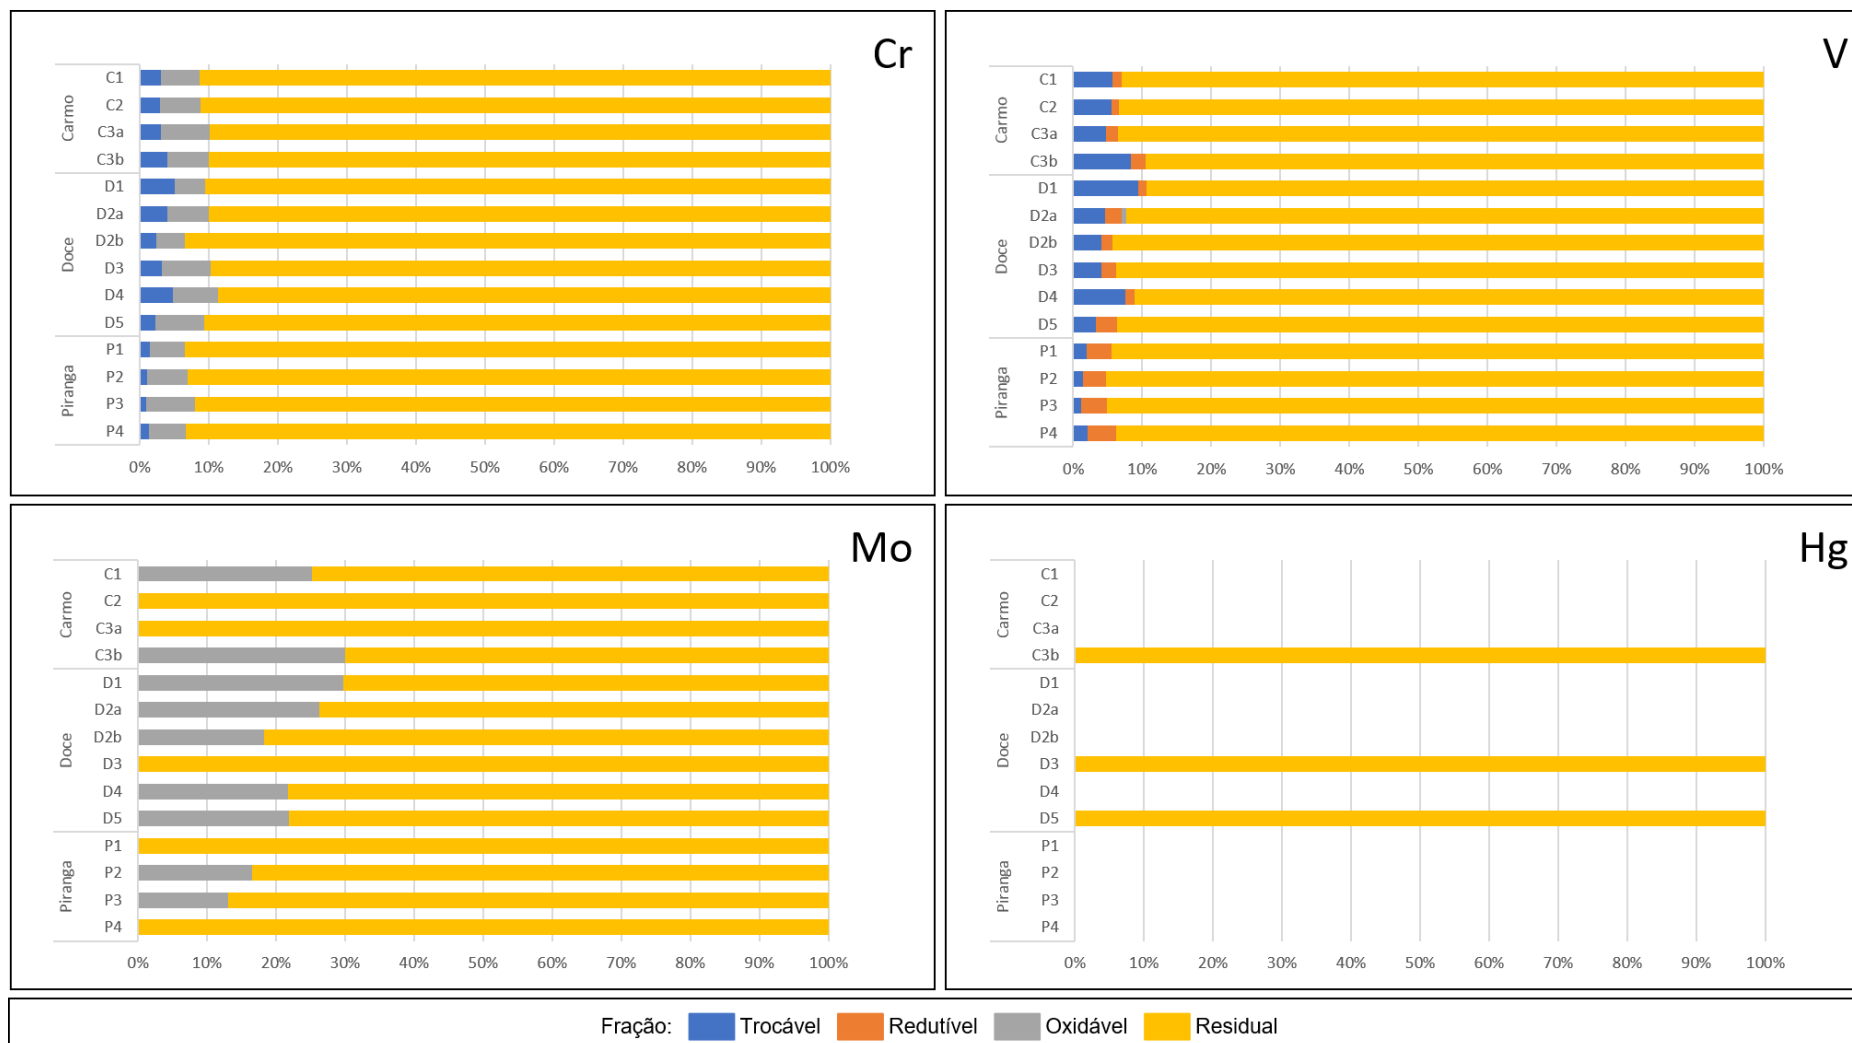 Cr
Carmo
C1
C2
C3a
C3b
Doce
D1
D2a
D2b
D3
D4
D5
Piranga
P1
P2
P3
P4
0% 10% 20% 30% 40% 50% 60% 70% 80% 90% 100%
V
Carmo
C1
C2
C3a
C3b
Doce
D1
D2a
D2b
D3
D4
D5
Piranga
P1
P2
P3
P4
0% 10% 20% 30% 40% 50% 60% 70% 80% 90% 100%
Mo
Carmo
C1
C2
C3a
C3b
Doce
D1
D2a
D2b
D3
D4
D5
Piranga
P1
P2
P3
P4
0% 10% 20% 30% 40% 50% 60% 70% 80% 90% 100%
Hg
Carmo
C1
C2
C3a
C3b
Doce
D1
D2a
D2b
D3
D4
D5
Piranga
P1
P2
P3
P4
0% 10% 20% 30% 40% 50% 60% 70% 80% 90% 100%
Fração: Trocável Redutível Oxidável Residual